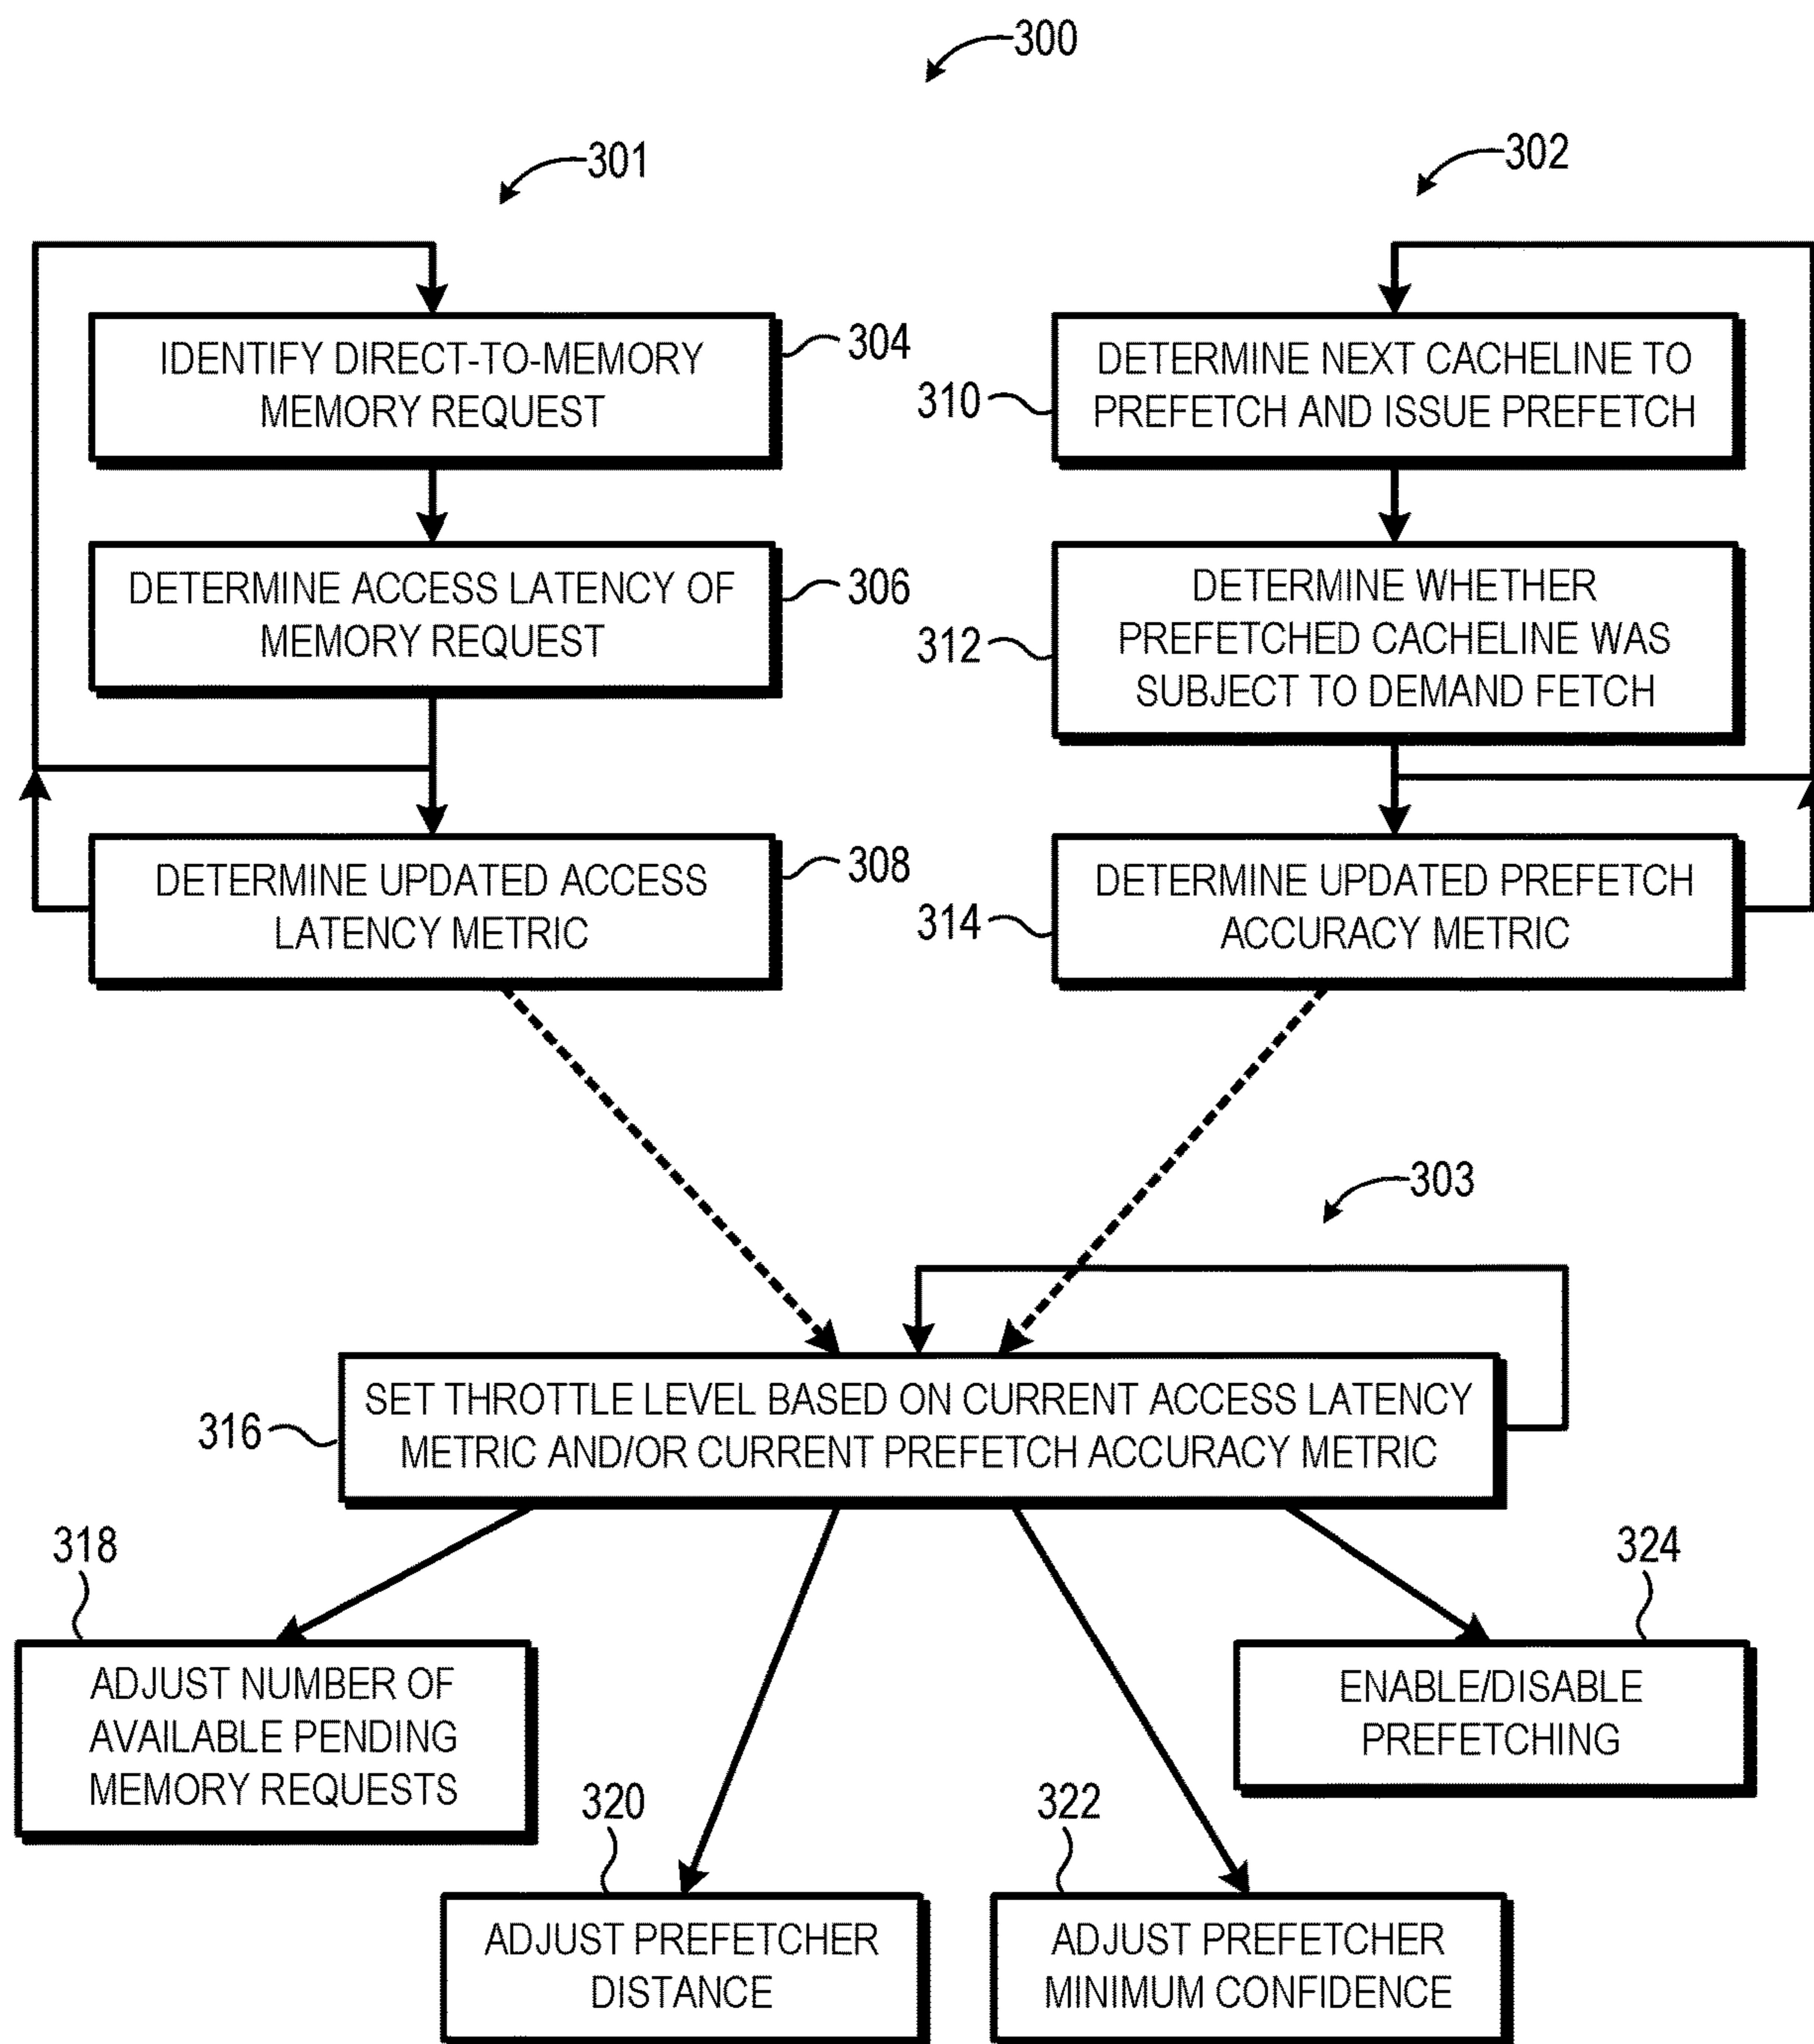 300
301
302
IDENTIFY DIRECT-TO-MEMORY
MEMORY REQUEST
304
310
DETERMINE NEXT CACHELINE TO
PREFETCH AND ISSUE PREFETCH
DETERMINE ACCESS LATENCY OF
MEMORY REQUEST
306
312
DETERMINE WHETHER
PREFETCHED CACHELINE WAS
SUBJECT TO DEMAND FETCH
DETERMINE UPDATED ACCESS
LATENCY METRIC
308
314
DETERMINE UPDATED PREFETCH
ACCURACY METRIC
303
316
SET THROTTLE LEVEL BASED ON CURRENT ACCESS LATENCY
METRIC AND/OR CURRENT PREFETCH ACCURACY METRIC
318
ADJUST NUMBER OF
AVAILABLE PENDING
MEMORY REQUESTS
324
ENABLE/DISABLE
PREFETCHING
320
ADJUST PREFETCHER
DISTANCE
322
ADJUST PREFETCHER
MINIMUM CONFIDENCE